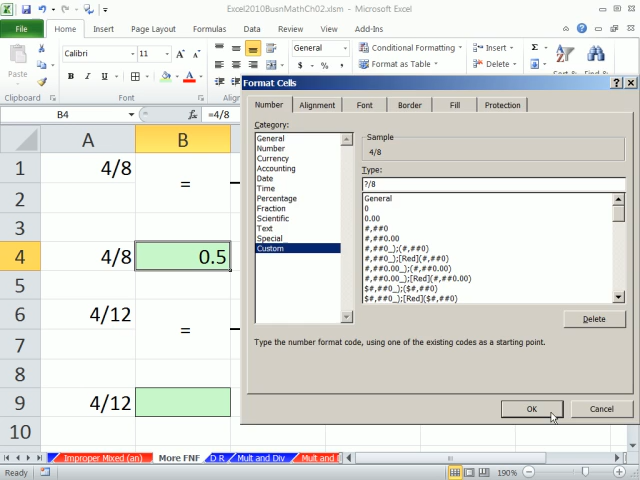 Excel2010BusnMathCh02.xlsm - Microsoft Excel
File Home Insert Page Layout Formulas Data Review View Add-Ins
Paste
Calibri 11 A A General Conditional Formatting Insert Σ
B I U A $ % , Format as Table Delete
Clipboard Font
Format Cells
Number Alignment Font Border Fill Protection
Category:
General
Number
Currency
Accounting
Date
Time
Percentage
Fraction
Scientific
Text
Special
Custom
Sample
4/8
Type:
?/8
General
0
0.00
#,##0
#,##0.00
#,##0_);(#,##0)
#,##0_);[Red](#,##0)
#,##0.00_);(#,##0.00)
#,##0.00_);[Red](#,##0.00)
$#,##0_);($#,##0)
$#,##0_);[Red]($#,##0)
Delete
Type the number format code, using one of the existing codes as a starting point.
OK Cancel
B4 fx =4/8
A B
1 4/8
2 =
3
4 4/8 0.5
5
6 4/12
7 =
8
9 4/12
10
Improper Mixed (an) More FNF D R Mult and Div Mult and
Ready 190%